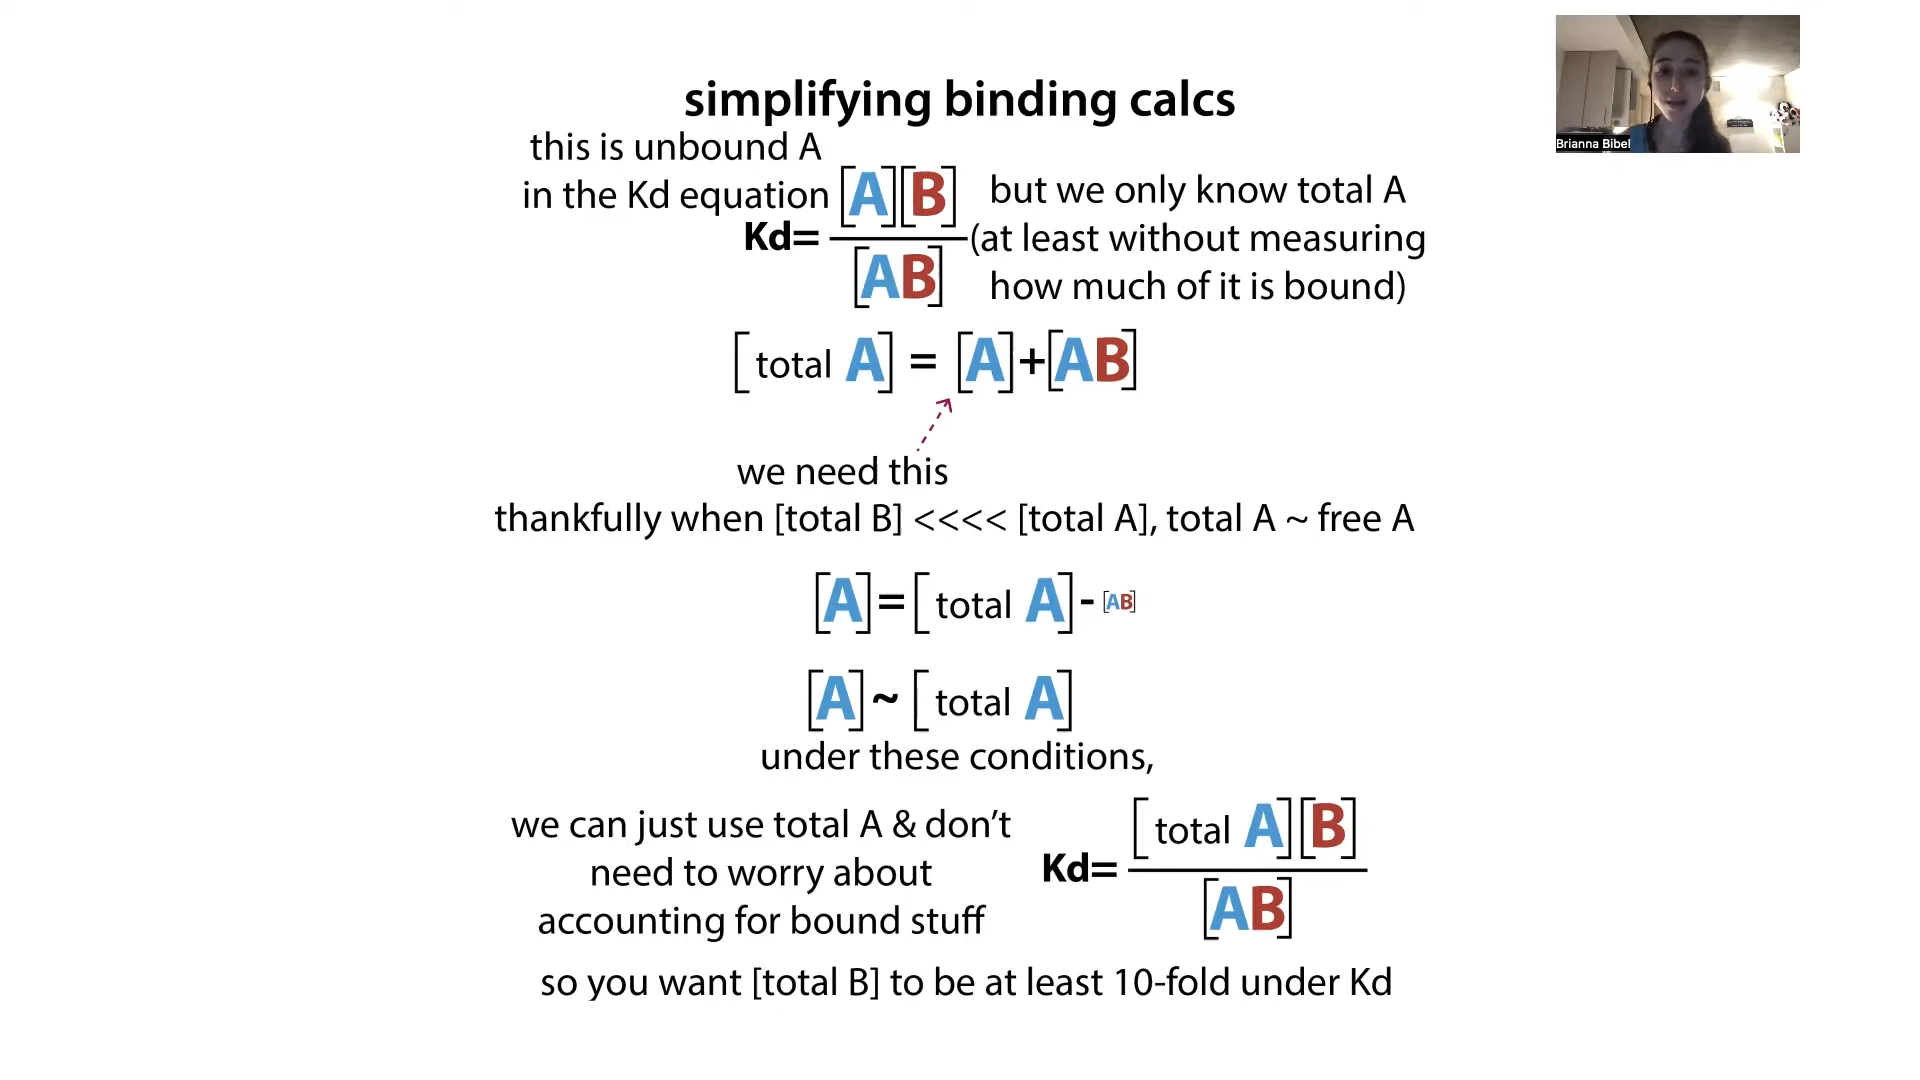 simplifying binding calcs
Brianna Bibel
this is unbound A
in the Kd equation
Kd= [A][B]
[AB]
but we only know total A
(at least without measuring
how much of it is bound)
[total A] = [A]+[AB]
we need this
thankfully when [total B] <<<< [total A], total A ~ free A
[A]=[total A]- [AB]
[A]~[total A]
under these conditions,
we can just use total A & don't
need to worry about
accounting for bound stuff
Kd= [total A][B]
[AB]
so you want [total B] to be at least 10-fold under Kd